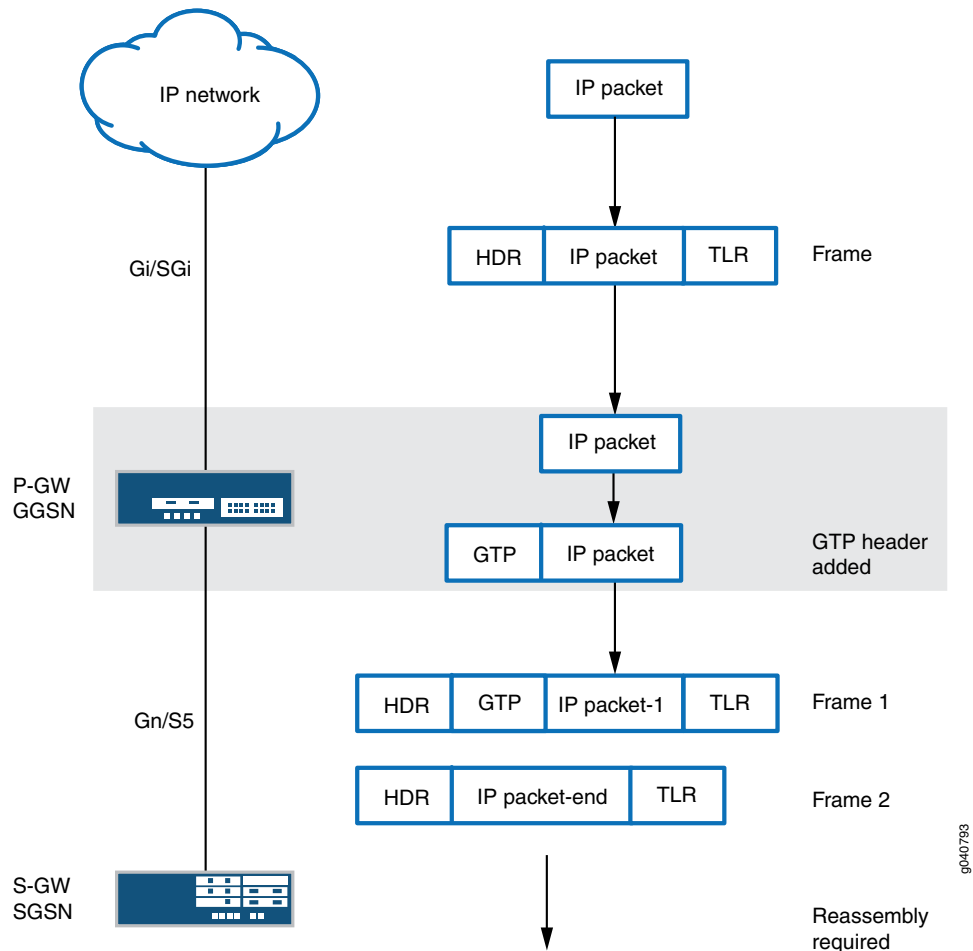 IP network
IP packet
Gi/SGi
HDR
IP packet
TLR
Frame
P-GW
GGSN
IP packet
GTP
IP packet
GTP header
added
Gn/S5
HDR
GTP
IP packet-1
TLR
Frame 1
HDR
IP packet-end
TLR
Frame 2
S-GW
SGSN
Reassembly
required
g040793